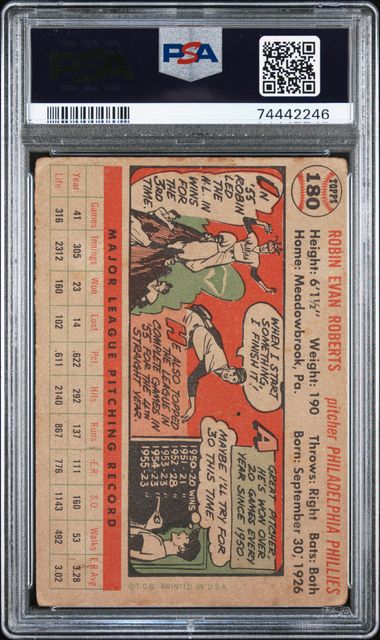 PSA
PSA
74442246
TOPPS
180
ROBIN EVAN ROBERTS pitcher PHILADELPHIA PHILLIES
Height: 6'1½" Weight: 190 Throws: Right Bats: Both
Home: Meadowbrook, Pa. Born: September 30, 1926
IN
'55
ROBIN
LED
THE
N.L. IN
WINS
FOR
THE
3RD
TIME
WHEN I START
SOMETHING,
I FINISH IT.
HE ALSO TOPPED
THE LEAGUE IN
COMPLETE GAMES IN
'55 FOR THE 4TH
STRAIGHT YEAR.
A
GREAT PITCHER
HE'S WON OVER
20 GAMES EVERY
YEAR SINCE 1950
MAYBE I'LL TRY FOR
30 THIS TIME
WINS
1950-20
1951-21
1952-28
1953-23
1954-23
1955-23
MAJOR LEAGUE PITCHING RECORD
Games Innings Won Lost Pct. Hits Runs E.R. S.O. Walks E.R.Avg
Year 41 305 23 14 .622 292 137 111 160 53 3.28
Life 316 2312 160 102 .611 2140 867 776 1143 492 3.02
©T.C.G. PRINTED IN U.S.A.